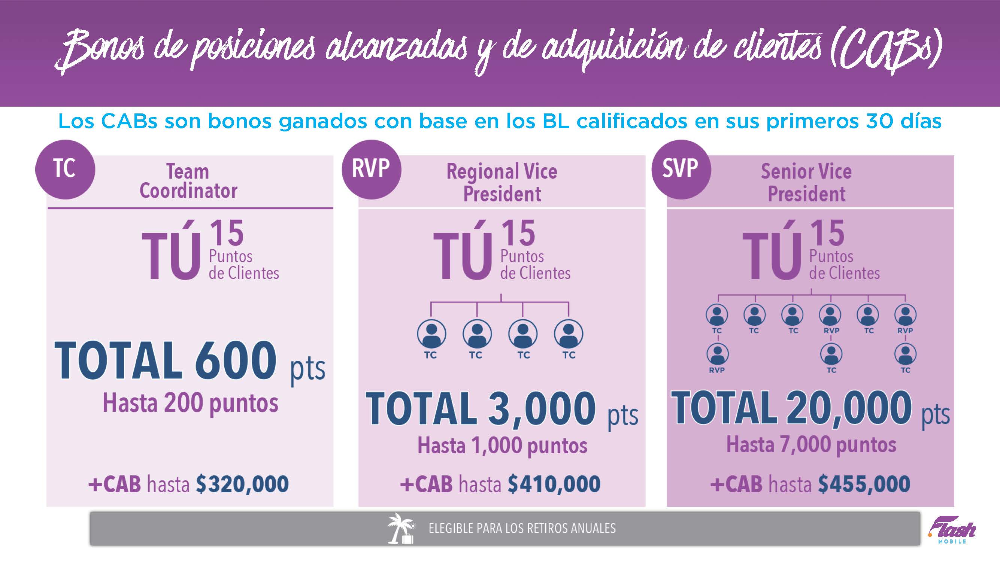 Bonos de posiciones alcanzadas y de adquisición de clientes (CABs)
Los CABs son bonos ganados con base en los BL calificados en sus primeros 30 días
TC
Team
Coordinator
TÚ
15
Puntos
de Clientes
TOTAL 600 pts
Hasta 200 puntos
+CAB hasta $320,000
RVP
Regional Vice
President
TÚ
15
Puntos
de Clientes
TC TC TC TC
TOTAL 3,000 pts
Hasta 1,000 puntos
+CAB hasta $410,000
SVP
Senior Vice
President
TÚ
15
Puntos
de Clientes
TC TC TC RVP TC RVP
RVP TC TC
TOTAL 20,000 pts
Hasta 7,000 puntos
+CAB hasta $455,000
ELEGIBLE PARA LOS RETIROS ANUALES
Flash
MOBILE